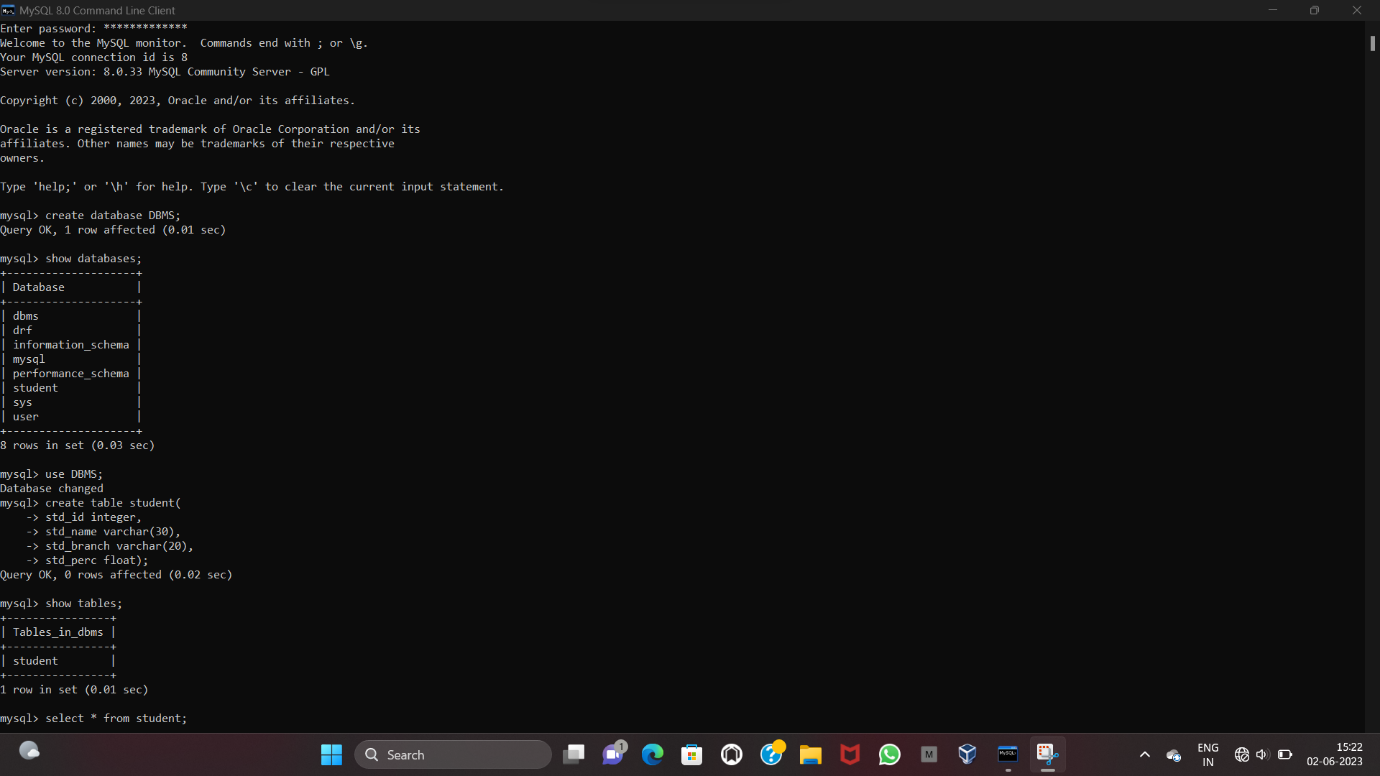 MySQL 8.0 Command Line Client
Enter password: *************
Welcome to the MySQL monitor.  Commands end with ; or \g.
Your MySQL connection id is 8
Server version: 8.0.33 MySQL Community Server - GPL

Copyright (c) 2000, 2023, Oracle and/or its affiliates.

Oracle is a registered trademark of Oracle Corporation and/or its
affiliates. Other names may be trademarks of their respective
owners.

Type 'help;' or '\h' for help. Type '\c' to clear the current input statement.

mysql> create database DBMS;
Query OK, 1 row affected (0.01 sec)

mysql> show databases;
+--------------------+
| Database           |
+--------------------+
| dbms               |
| drf                |
| information_schema |
| mysql              |
| performance_schema |
| student            |
| sys                |
| user               |
+--------------------+
8 rows in set (0.03 sec)

mysql> use DBMS;
Database changed
mysql> create table student(
    -> std_id integer,
    -> std_name varchar(30),
    -> std_branch varchar(20),
    -> std_perc float);
Query OK, 0 rows affected (0.02 sec)

mysql> show tables;
+----------------+
| Tables_in_dbms |
+----------------+
| student        |
+----------------+
1 row in set (0.01 sec)

mysql> select * from student;
Search
1
M
MySQL
ENG
IN
15:22
02-06-2023